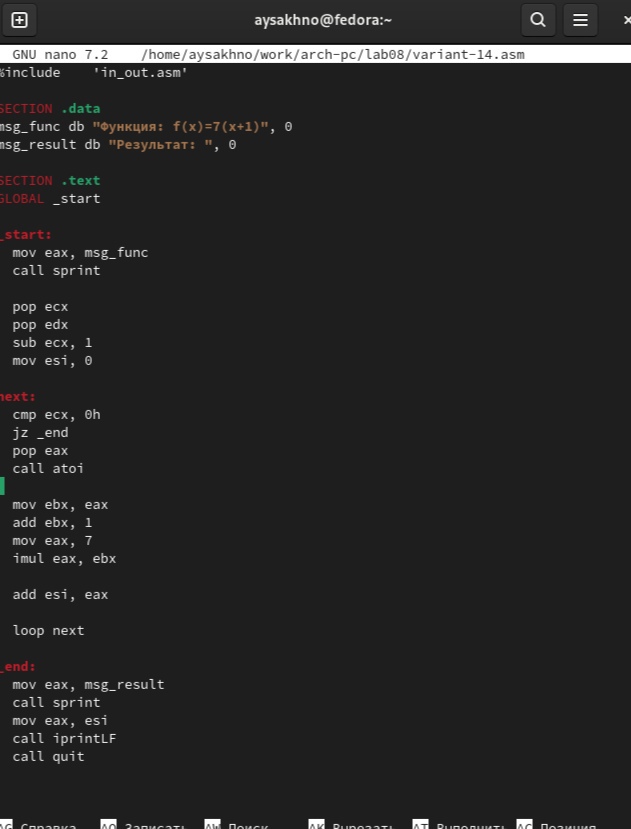 aysakhno@fedora:~
GNU nano 7.2 /home/aysakhno/work/arch-pc/lab08/variant-14.asm
%include 'in_out.asm'
SECTION .data
msg_func db "Функция: f(x)=7(x+1)", 0
msg_result db "Результат: ", 0
SECTION .text
GLOBAL _start
_start:
mov eax, msg_func
call sprint
pop ecx
pop edx
sub ecx, 1
mov esi, 0
next:
cmp ecx, 0h
jz _end
pop eax
call atoi
mov ebx, eax
add ebx, 1
mov eax, 7
imul eax, ebx
add esi, eax
loop next
_end:
mov eax, msg_result
call sprint
mov eax, esi
call iprintLF
call quit
^G Справка ^O Записать ^W Поиск ^K Вырезать ^T Выполнить ^C Позиция